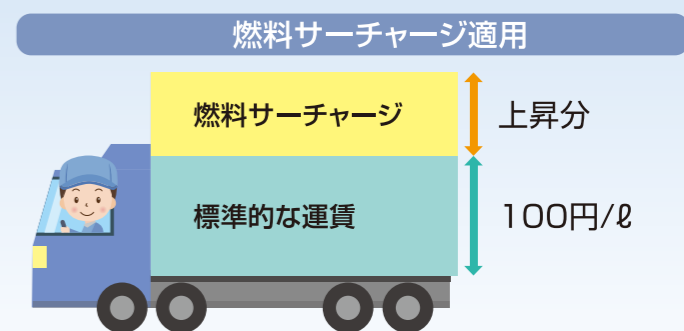 燃料サーチャージ適用
燃料サーチャージ
上昇分
標準的な運賃
100円/ℓ